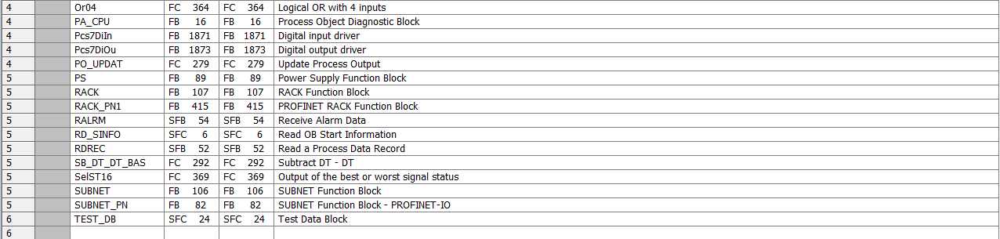 4 Or04 FC 364 FC 364 Logical OR with 4 inputs
4 PA_CPU FB 16 FB 16 Process Object Diagnostic Block
4 Pcs7DiIn FB 1871 FB 1871 Digital input driver
4 Pcs7DiOu FB 1873 FB 1873 Digital output driver
4 PO_UPDAT FC 279 FC 279 Update Process Output
5 PS FB 89 FB 89 Power Supply Function Block
5 RACK FB 107 FB 107 RACK Function Block
5 RACK_PN1 FB 415 FB 415 PROFINET RACK Function Block
5 RALRM SFB 54 SFB 54 Receive Alarm Data
5 RD_SINFO SFC 6 SFC 6 Read OB Start Information
5 RDREC SFB 52 SFB 52 Read a Process Data Record
5 SB_DT_DT_BAS FC 292 FC 292 Subtract DT - DT
5 SelST16 FC 369 FC 369 Output of the best or worst signal status
5 SUBNET FB 106 FB 106 SUBNET Function Block
5 SUBNET_PN FB 82 FB 82 SUBNET Function Block - PROFINET-IO
6 TEST_DB SFC 24 SFC 24 Test Data Block
6